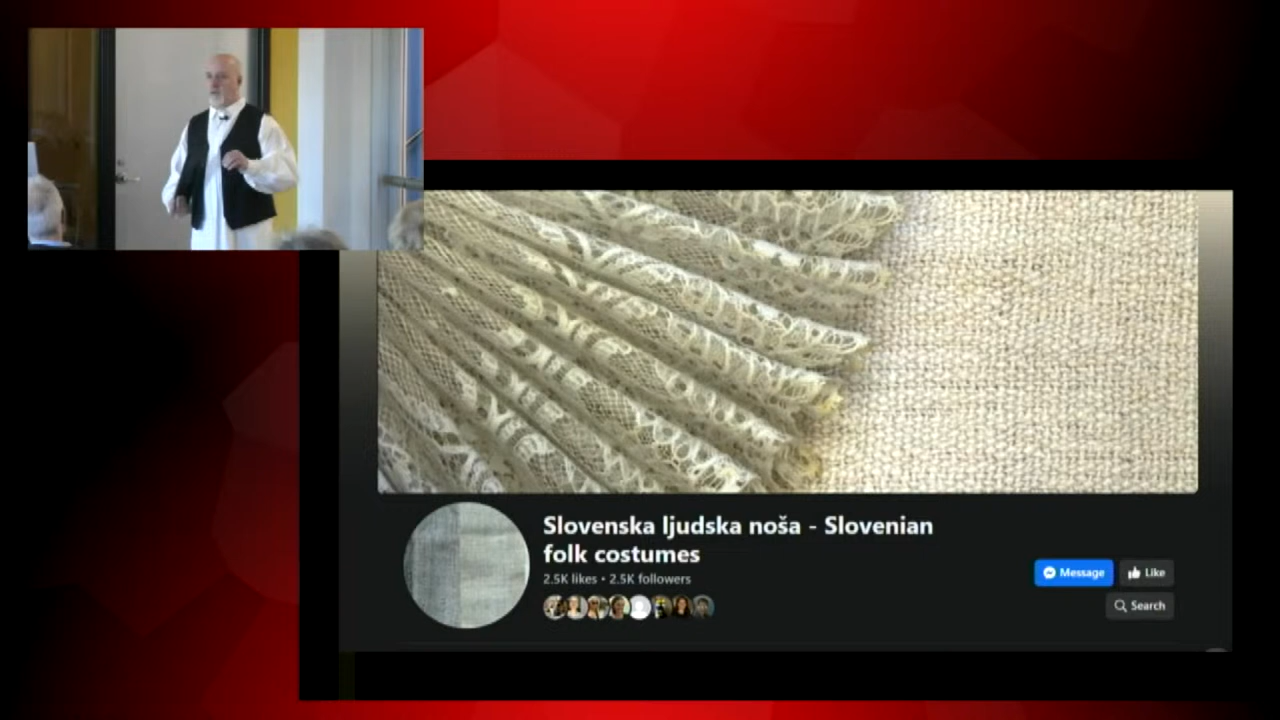 Slovenska ljudska noša - Slovenian
folk costumes
2.5K likes • 2.5K followers
Message
Like
Search